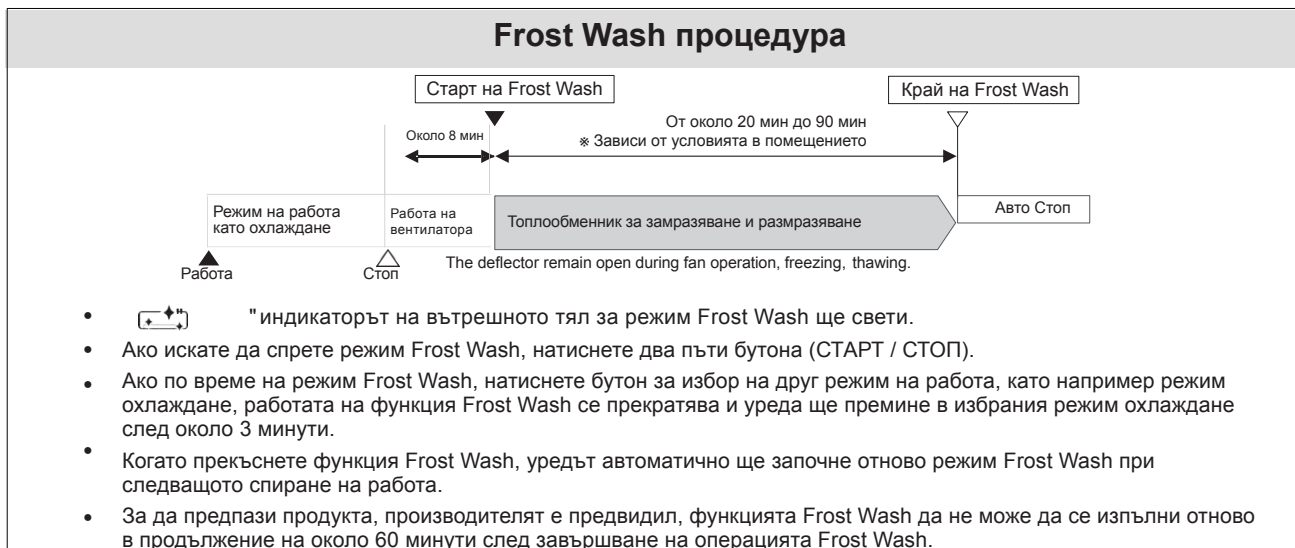 Frost Wash процедура
Старт на Frost Wash
Край на Frost Wash
Около 8 мин
От около 20 мин до 90 мин
※ Зависи от условията в помещението
Режим на работа
като охлаждане
Работа на
вентилатора
Топлообменник за замразяване и размразяване
Авто Стоп
Работа
Стоп
The deflector remain open during fan operation, freezing, thawing.
• " "индикаторът на вътрешното тял за режим Frost Wash ще свети.
• Ако искате да спрете режим Frost Wash, натиснете два пъти бутона (СТАРТ / СТОП).
• Ако по време на режим Frost Wash, натиснете бутон за избор на друг режим на работа, като например режим
охлаждане, работата на функция Frost Wash се прекратява и уреда ще премине в избрания режим охлаждане
след около 3 минути.
• Когато прекъснете функция Frost Wash, уредът автоматично ще започне отново режим Frost Wash при
следващото спиране на работа.
• За да предпази продукта, производителят е предвидил, функцията Frost Wash да не може да се изпълни отново
в продължение на около 60 минути след завършване на операцията Frost Wash.